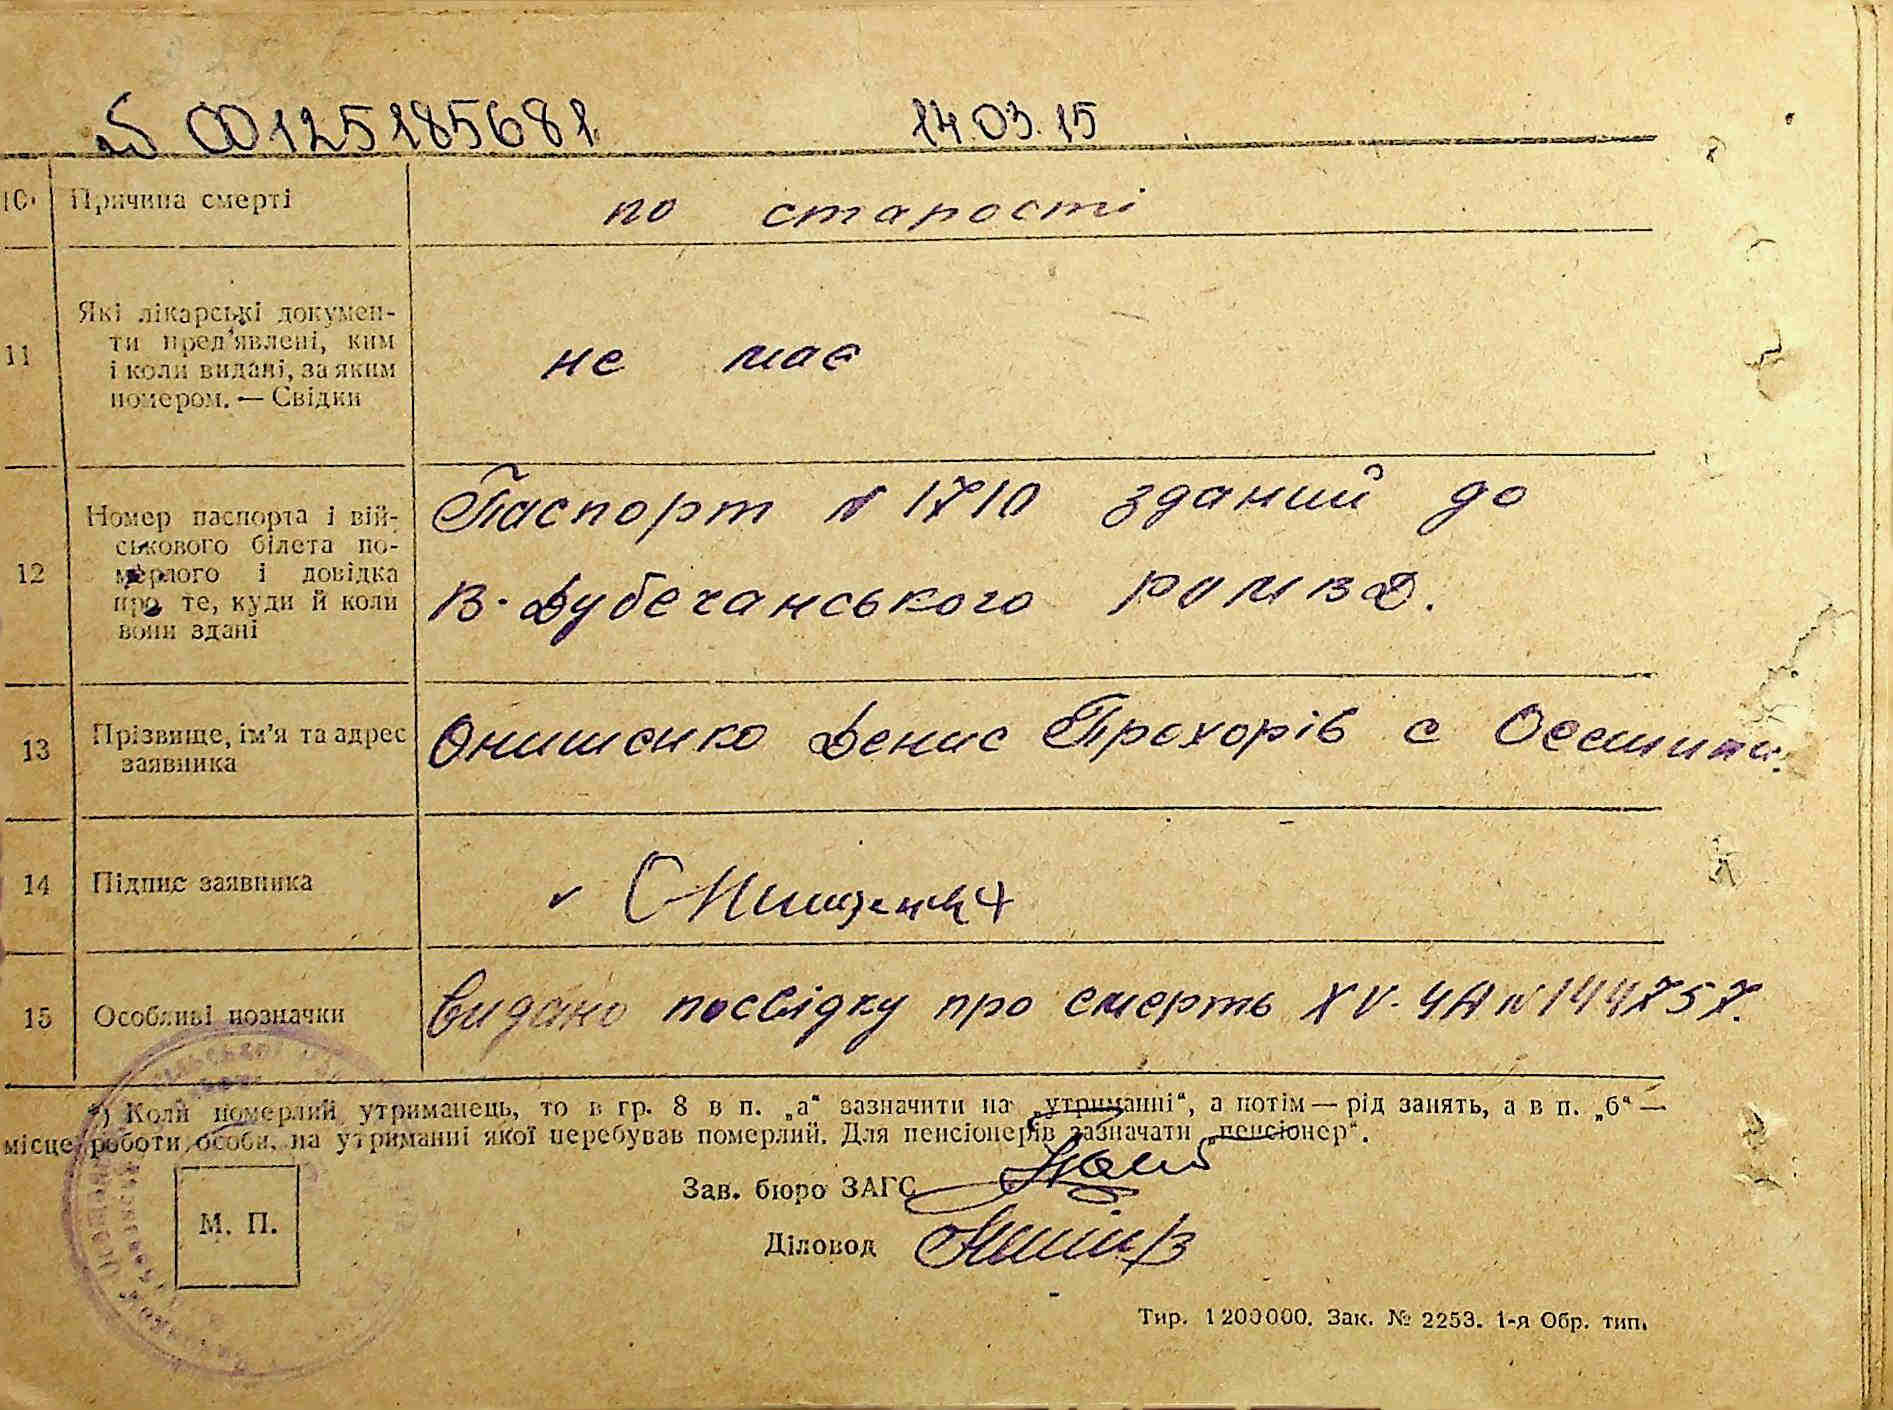 00125185681. 14.03.15
10. Причина смерті
по старості
11 Які лікарські докумен-
ти пред’явлені, ким
і коли видані, за яким
номером. — Свідки
не має
12 Номер паспорта і вій-
ськового білета по-
мерлого і довідка
про те, куди й коли
вони здані
Паспорт № 1710 зданий до
В-Дубечанського РОМВД.
13 Прізвище, ім’я та адрес
заявника
Онишенко Денис Прохорів с Осещина.
14 Підпис заявника
15 Особливі позначки
Видано посвідку про смерть XV-ЧА № 144757.
*) Коли померлий утриманець, то в гр. 8 в п. „а“ зазначити на „утриманні“, а потім — рід занять, а в п. „б“ —
місце роботи особи, на утриманні якої перебував померлий. Для пенсіонерів зазначати „пенсіонер“.
Зав. бюро ЗАГС
М. П.
Діловод
Тир. 1200000. Зак. № 2253. 1-я Обр. тип.